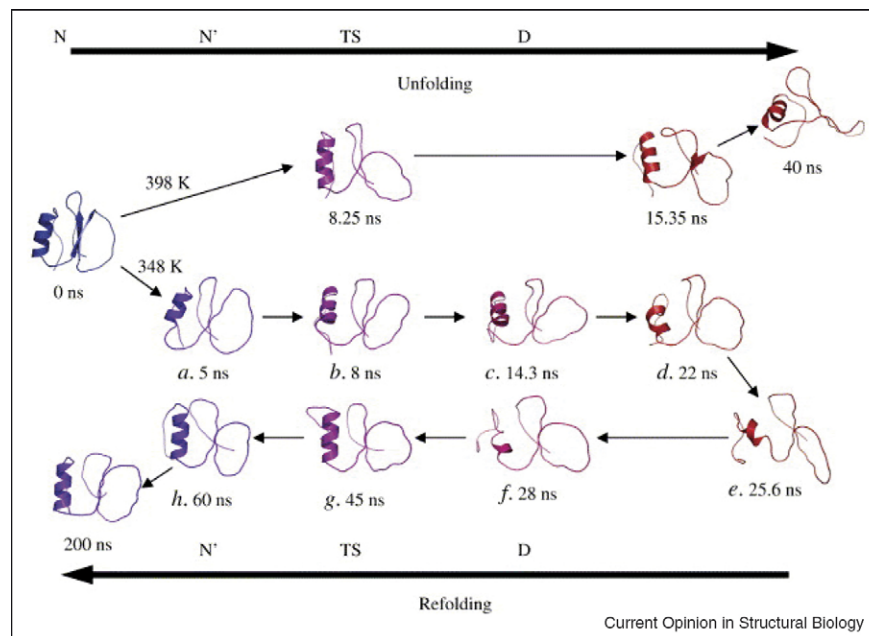 N N' TS D
Unfolding
398 K
8.25 ns
15.35 ns
40 ns
0 ns
348 K
a. 5 ns
b. 8 ns
c. 14.3 ns
d. 22 ns
200 ns
h. 60 ns
g. 45 ns
f. 28 ns
e. 25.6 ns
N' TS D
Refolding
Current Opinion in Structural Biology